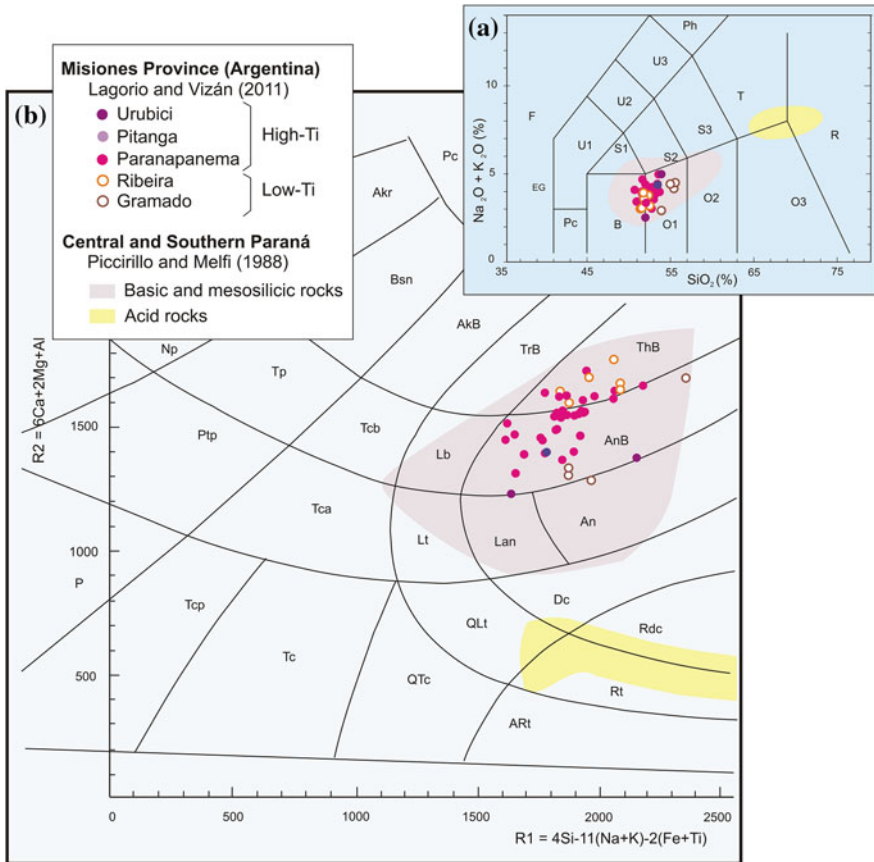 (a)
Na₂O + K₂O (%)
10
5
0
35
45
55
65
75
SiO₂ (%)
F
EG
Pc
U1
U2
U3
Ph
S1
S2
S3
T
R
B
O1
O2
O3
(b)
Misiones Province (Argentina)
Lagorio and Vizán (2011)
Urubici
Pitanga
Paranapanema
High-Ti
Ribeira
Gramado
Low-Ti
Central and Southern Paraná
Piccirillo and Melfi (1988)
Basic and mesosilicic rocks
Acid rocks
Pc
Akr
Bsn
AkB
TrB
ThB
Np
Tp
Tcb
Lb
AnB
Ptp
Tca
Lt
Lan
An
P
Tcp
Tc
QTc
QLt
Dc
Rdc
Rt
ARt
R2 = 6Ca+2Mg+Al
1500
1000
500
0
500
1000
1500
2000
2500
R1 = 4Si-11(Na+K)-2(Fe+Ti)